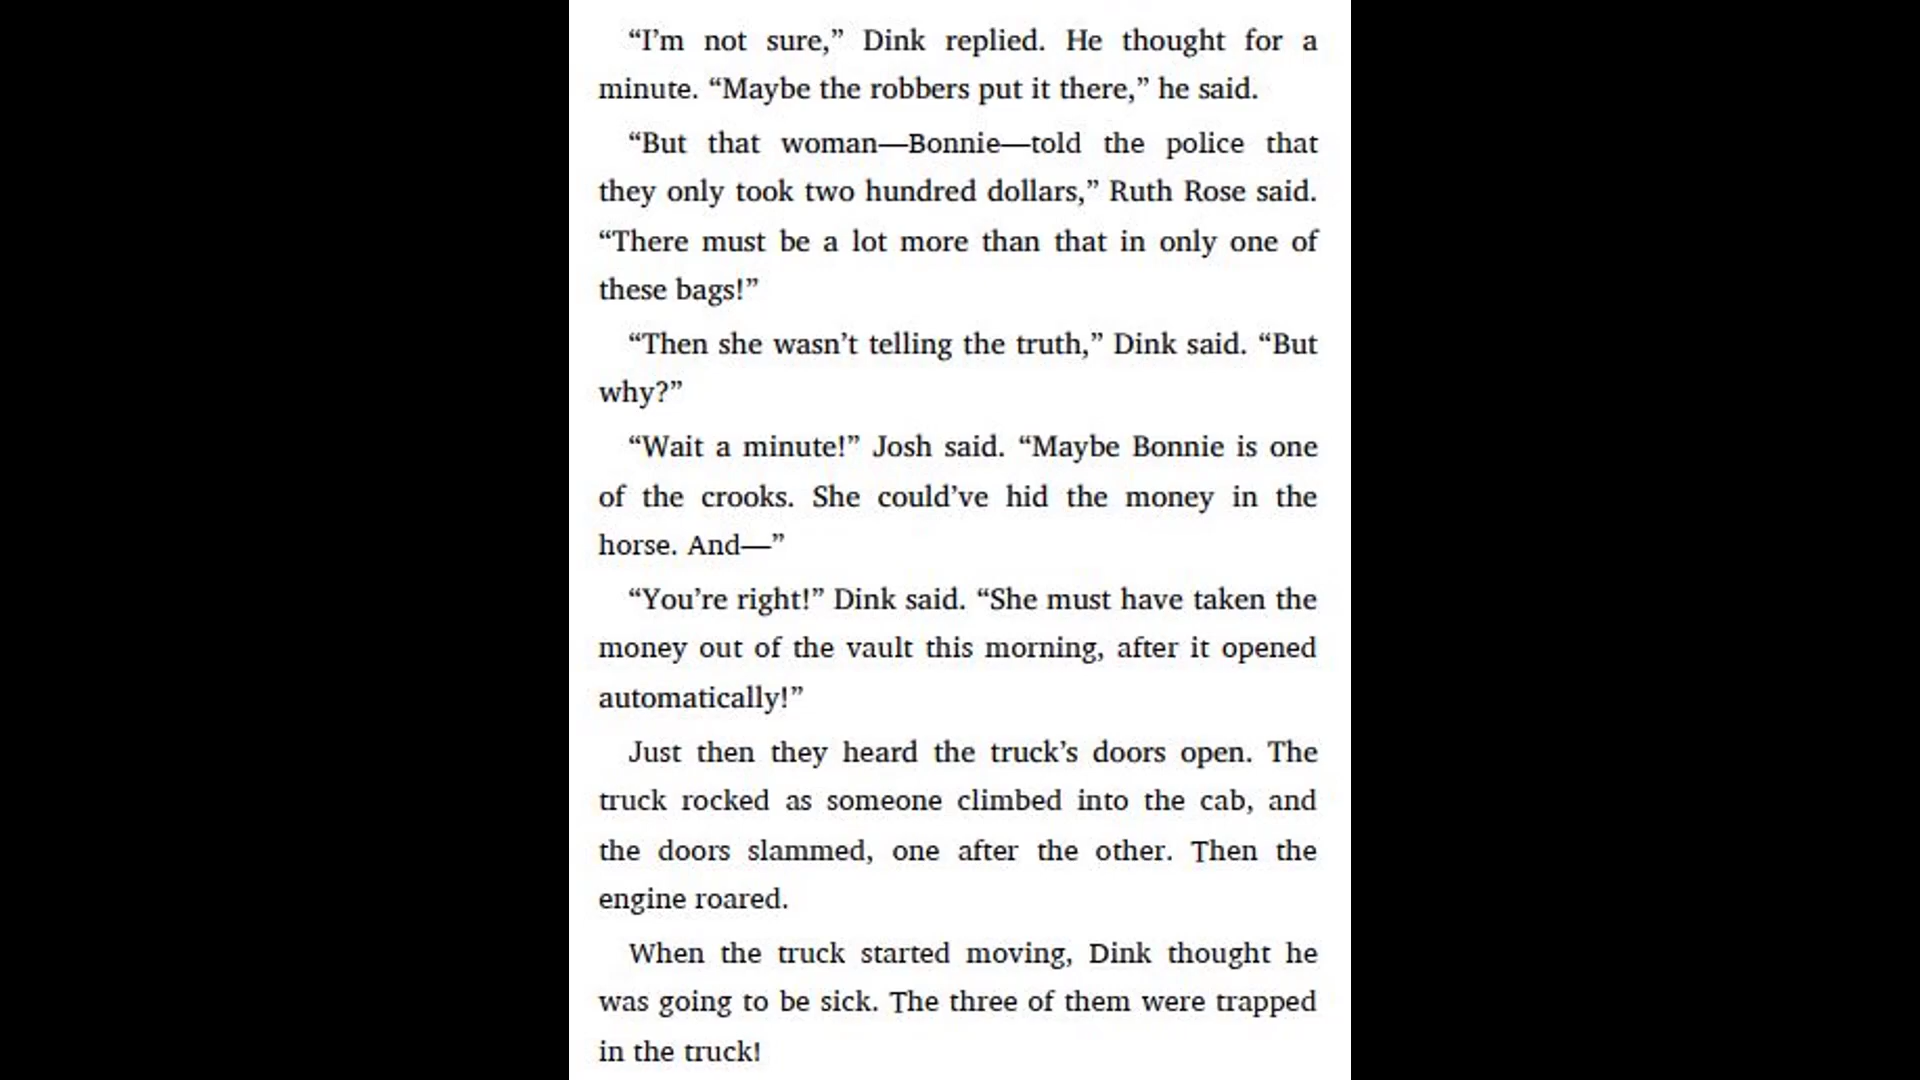 “I’m not sure,” Dink replied. He thought for a
minute. “Maybe the robbers put it there,” he said.
“But that woman—Bonnie—told the police that
they only took two hundred dollars,” Ruth Rose said.
“There must be a lot more than that in only one of
these bags!”
“Then she wasn’t telling the truth,” Dink said. “But
why?”
“Wait a minute!” Josh said. “Maybe Bonnie is one
of the crooks. She could’ve hid the money in the
horse. And—”
“You’re right!” Dink said. “She must have taken the
money out of the vault this morning, after it opened
automatically!”
Just then they heard the truck’s doors open. The
truck rocked as someone climbed into the cab, and
the doors slammed, one after the other. Then the
engine roared.
When the truck started moving, Dink thought he
was going to be sick. The three of them were trapped
in the truck!